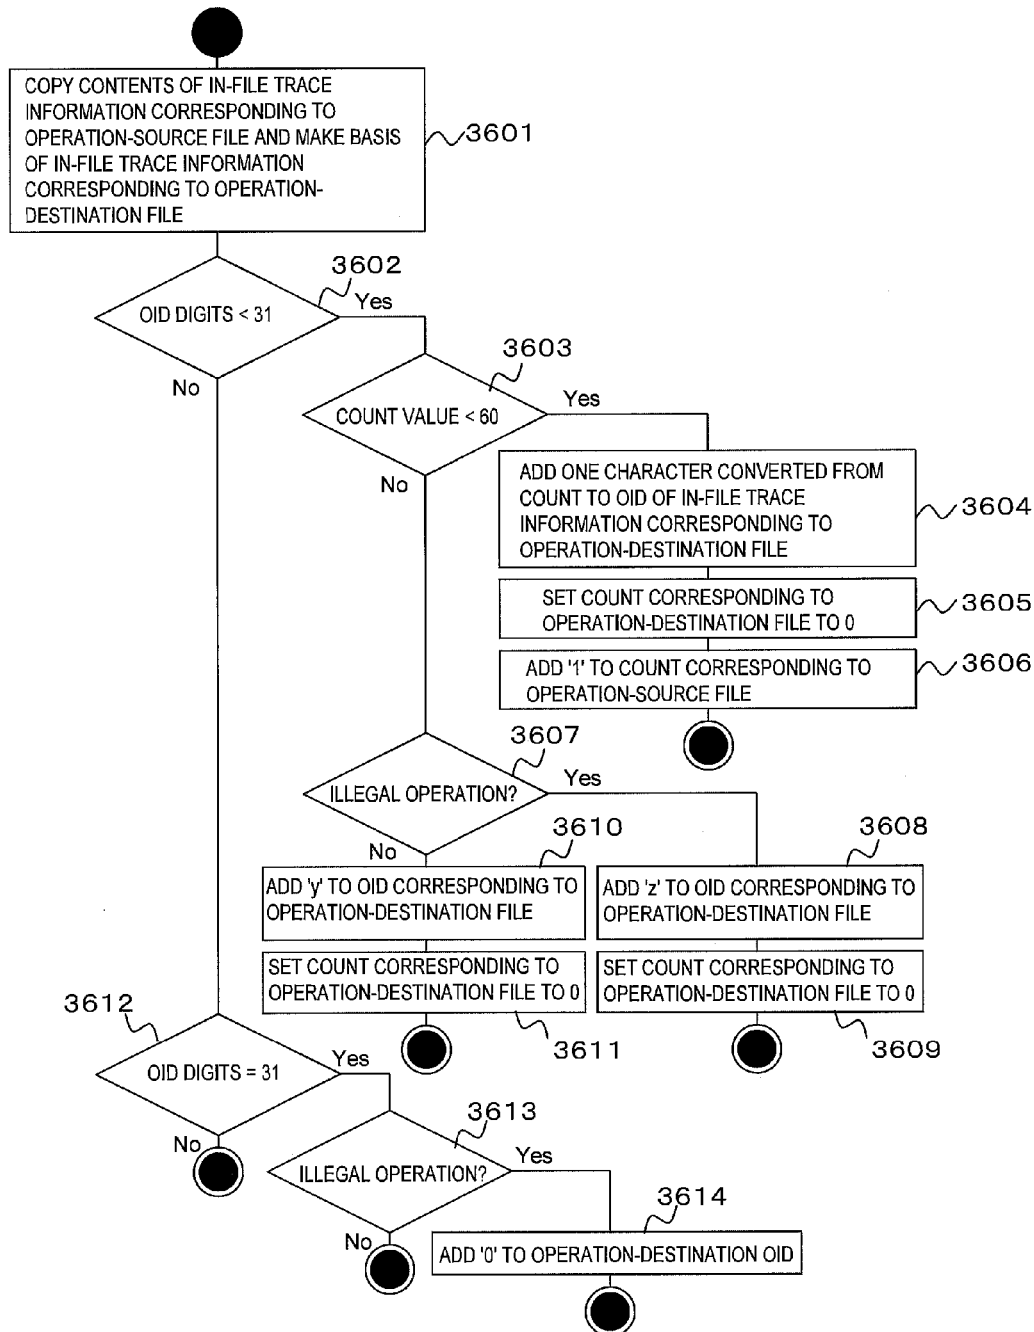 COPY CONTENTS OF IN-FILE TRACE
INFORMATION CORRESPONDING TO
OPERATION-SOURCE FILE AND MAKE BASIS
OF IN-FILE TRACE INFORMATION
CORRESPONDING TO OPERATION-
DESTINATION FILE
3601
3602
OID DIGITS < 31
Yes
No
3603
COUNT VALUE < 60
Yes
No
ADD ONE CHARACTER CONVERTED FROM
COUNT TO OID OF IN-FILE TRACE
INFORMATION CORRESPONDING TO
OPERATION-DESTINATION FILE
3604
SET COUNT CORRESPONDING TO
OPERATION-DESTINATION FILE TO 0
3605
ADD '1' TO COUNT CORRESPONDING TO
OPERATION-SOURCE FILE
3606
3607
ILLEGAL OPERATION?
Yes
No
3610
ADD 'y' TO OID CORRESPONDING TO
OPERATION-DESTINATION FILE
SET COUNT CORRESPONDING TO
OPERATION-DESTINATION FILE TO 0
3611
3608
ADD 'z' TO OID CORRESPONDING TO
OPERATION-DESTINATION FILE
SET COUNT CORRESPONDING TO
OPERATION-DESTINATION FILE TO 0
3609
3612
OID DIGITS = 31
Yes
No
3613
ILLEGAL OPERATION?
Yes
No
3614
ADD '0' TO OPERATION-DESTINATION OID